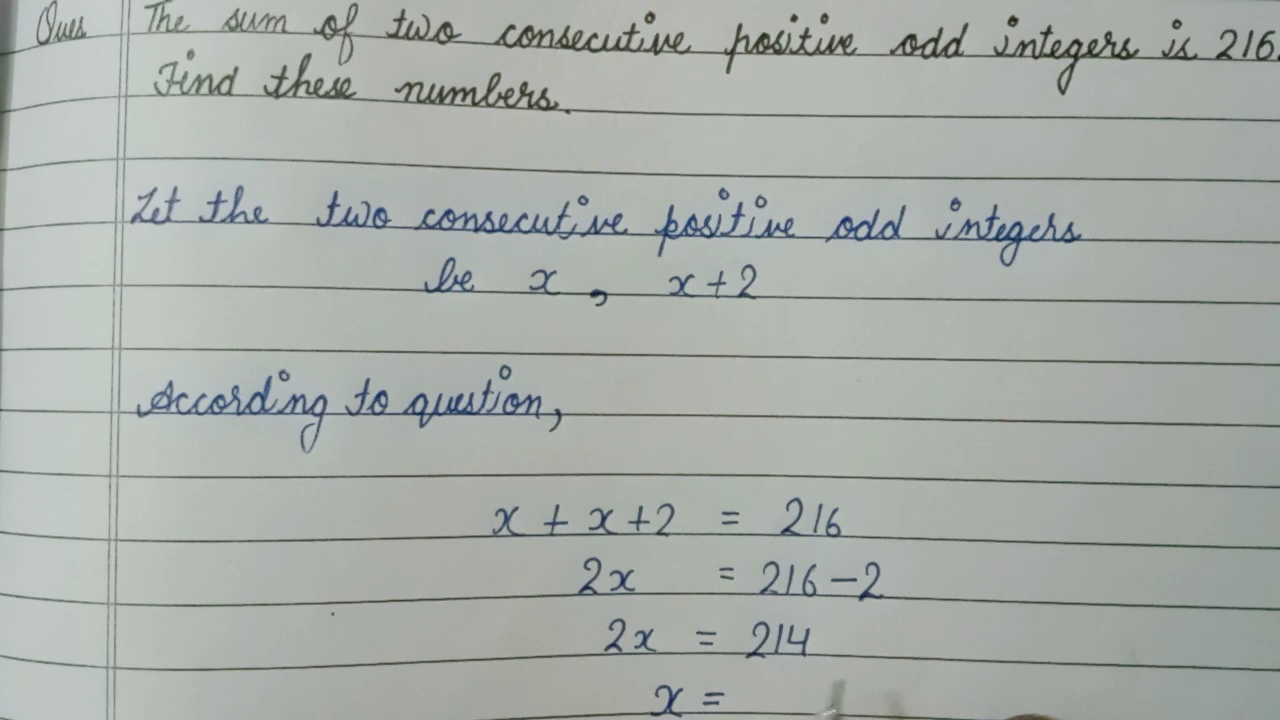 Ques The sum of two consecutive positive odd integers is 216.
Find these numbers.
Let the two consecutive positive odd integers
be x , x+2
According to question,
x + x+2 = 216
2x = 216-2
2x = 214
x =